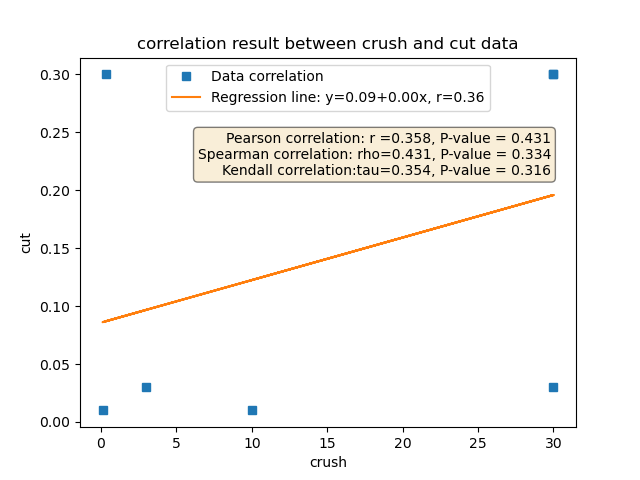 correlation result between crush and cut data
Data correlation
Regression line: y=0.09+0.00x, r=0.36
Pearson correlation: r =0.358, P-value = 0.431
Spearman correlation: rho=0.431, P-value = 0.334
Kendall correlation:tau=0.354, P-value = 0.316
cut
0.30
0.25
0.20
0.15
0.10
0.05
0.00
0 5 10 15 20 25 30
crush